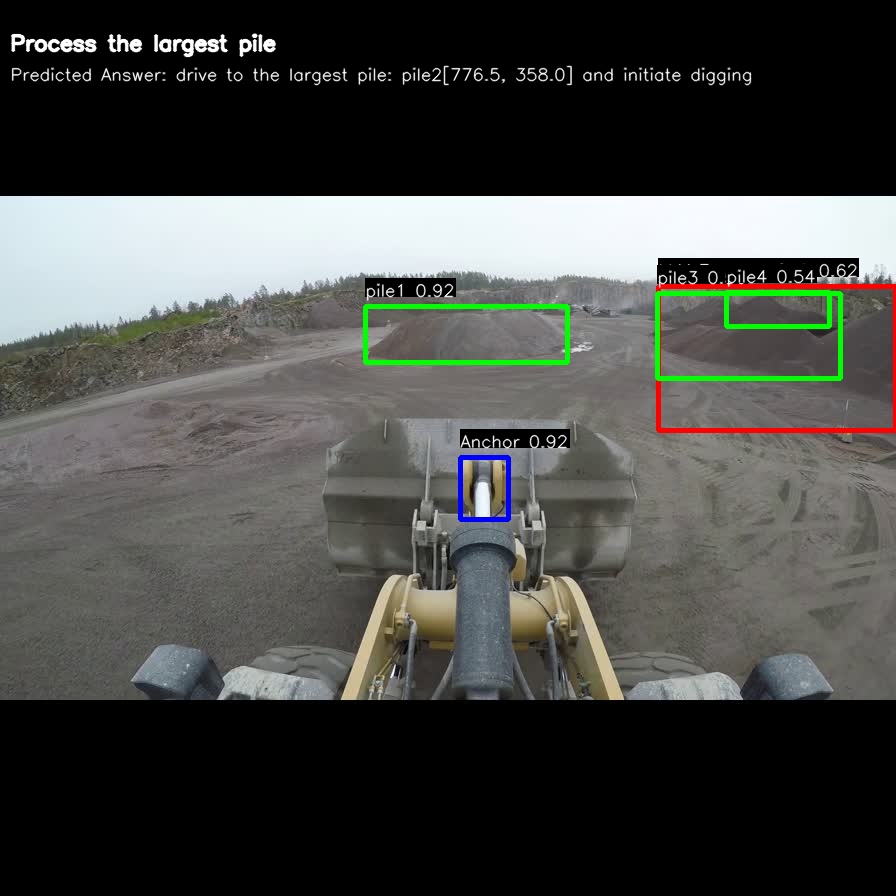 Process the largest pile
Predicted Answer: drive to the largest pile: pile2[776.5, 358.0] and initiate digging
0.62
pile3 0.
pile4 0.54
pile1 0.92
Anchor 0.92